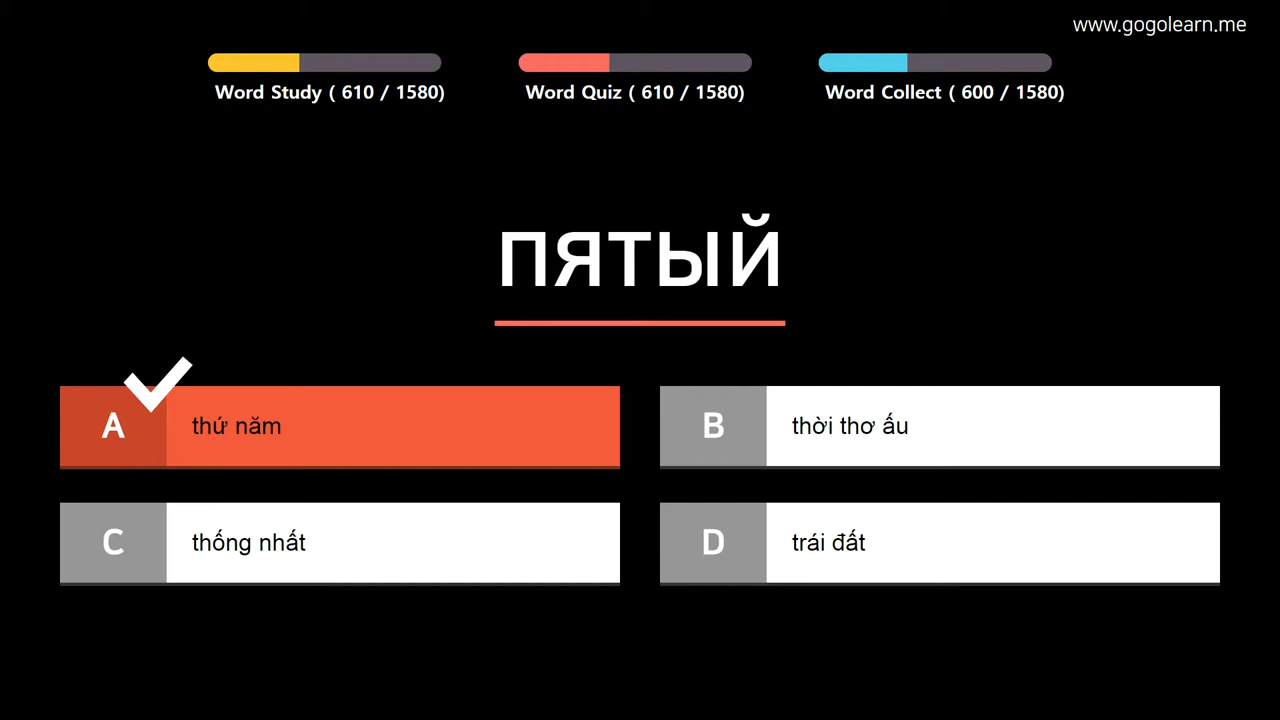 www.gogolearn.me
Word Study ( 610 / 1580)
Word Quiz ( 610 / 1580)
Word Collect ( 600 / 1580)
пятый
A thứ năm
B thời thơ ấu
C thống nhất
D trái đất